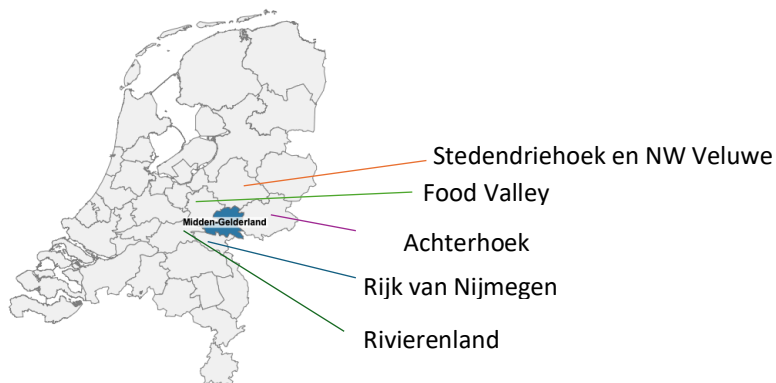 Stedendriehoek en NW Veluwe
Food Valley
Midden-Gelderland
Achterhoek
Rijk van Nijmegen
Rivierenland